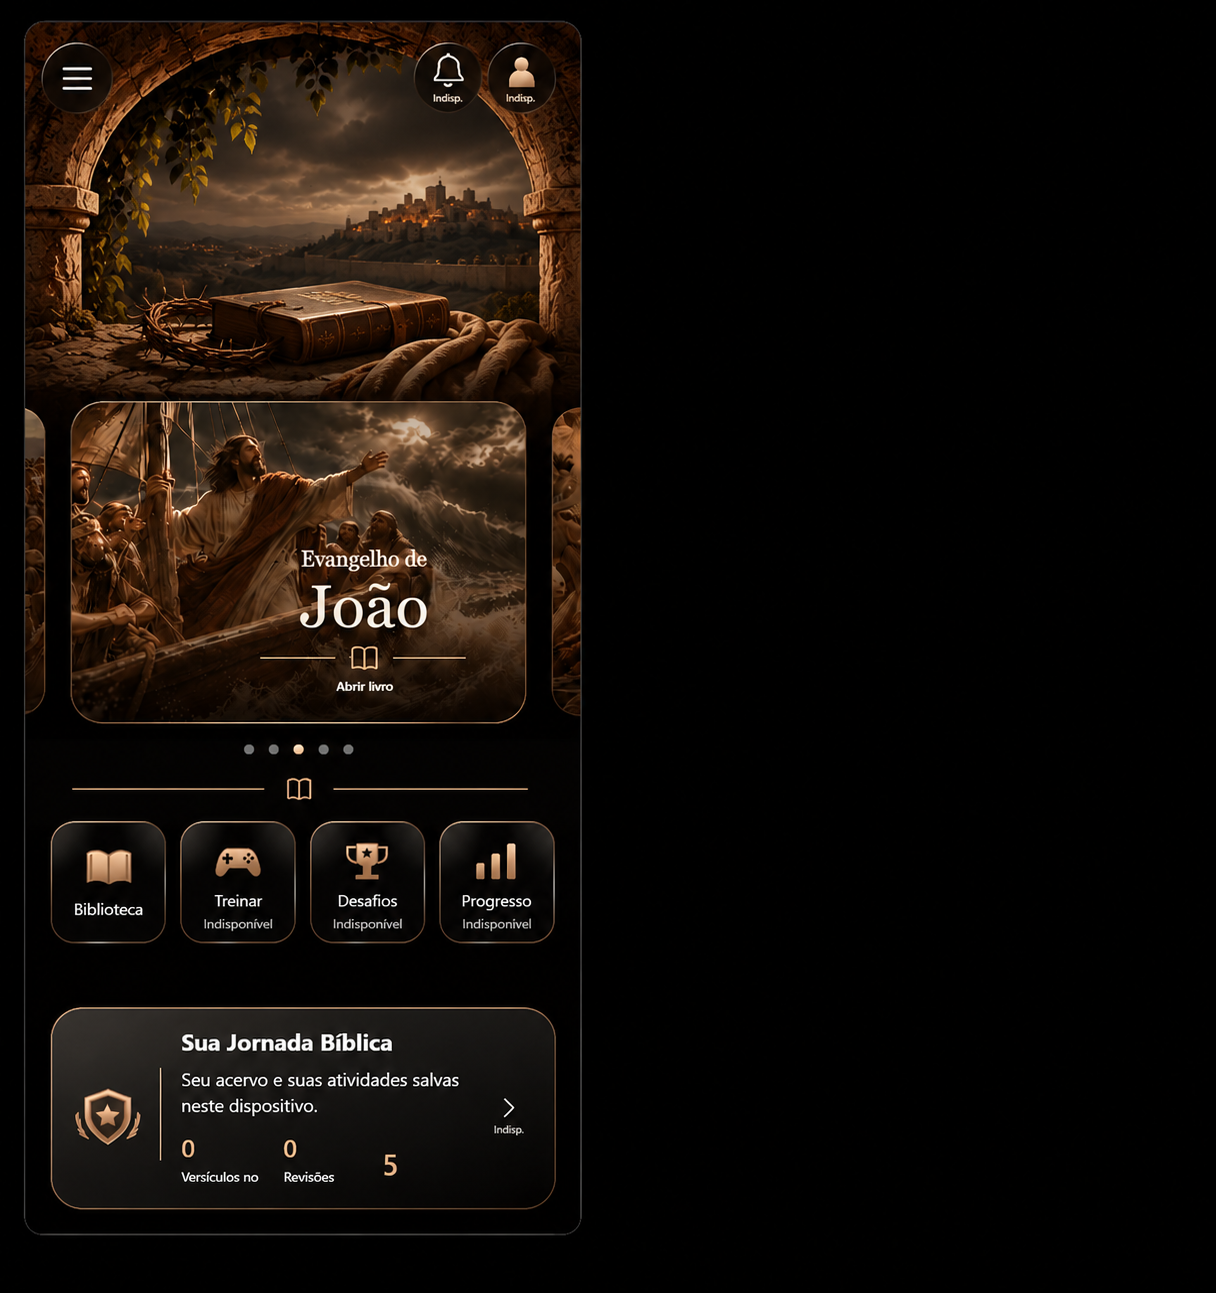 Indisp.
Indisp.
Evangelho de
João
Abrir livro
Biblioteca
Treinar
Indisponível
Desafios
Indisponível
Progresso
Indisponivel
Sua Jornada Bíblica
Seu acervo e suas atividades salvas
neste dispositivo.
Indisp.
0
0
5
Versículos no
Revisões